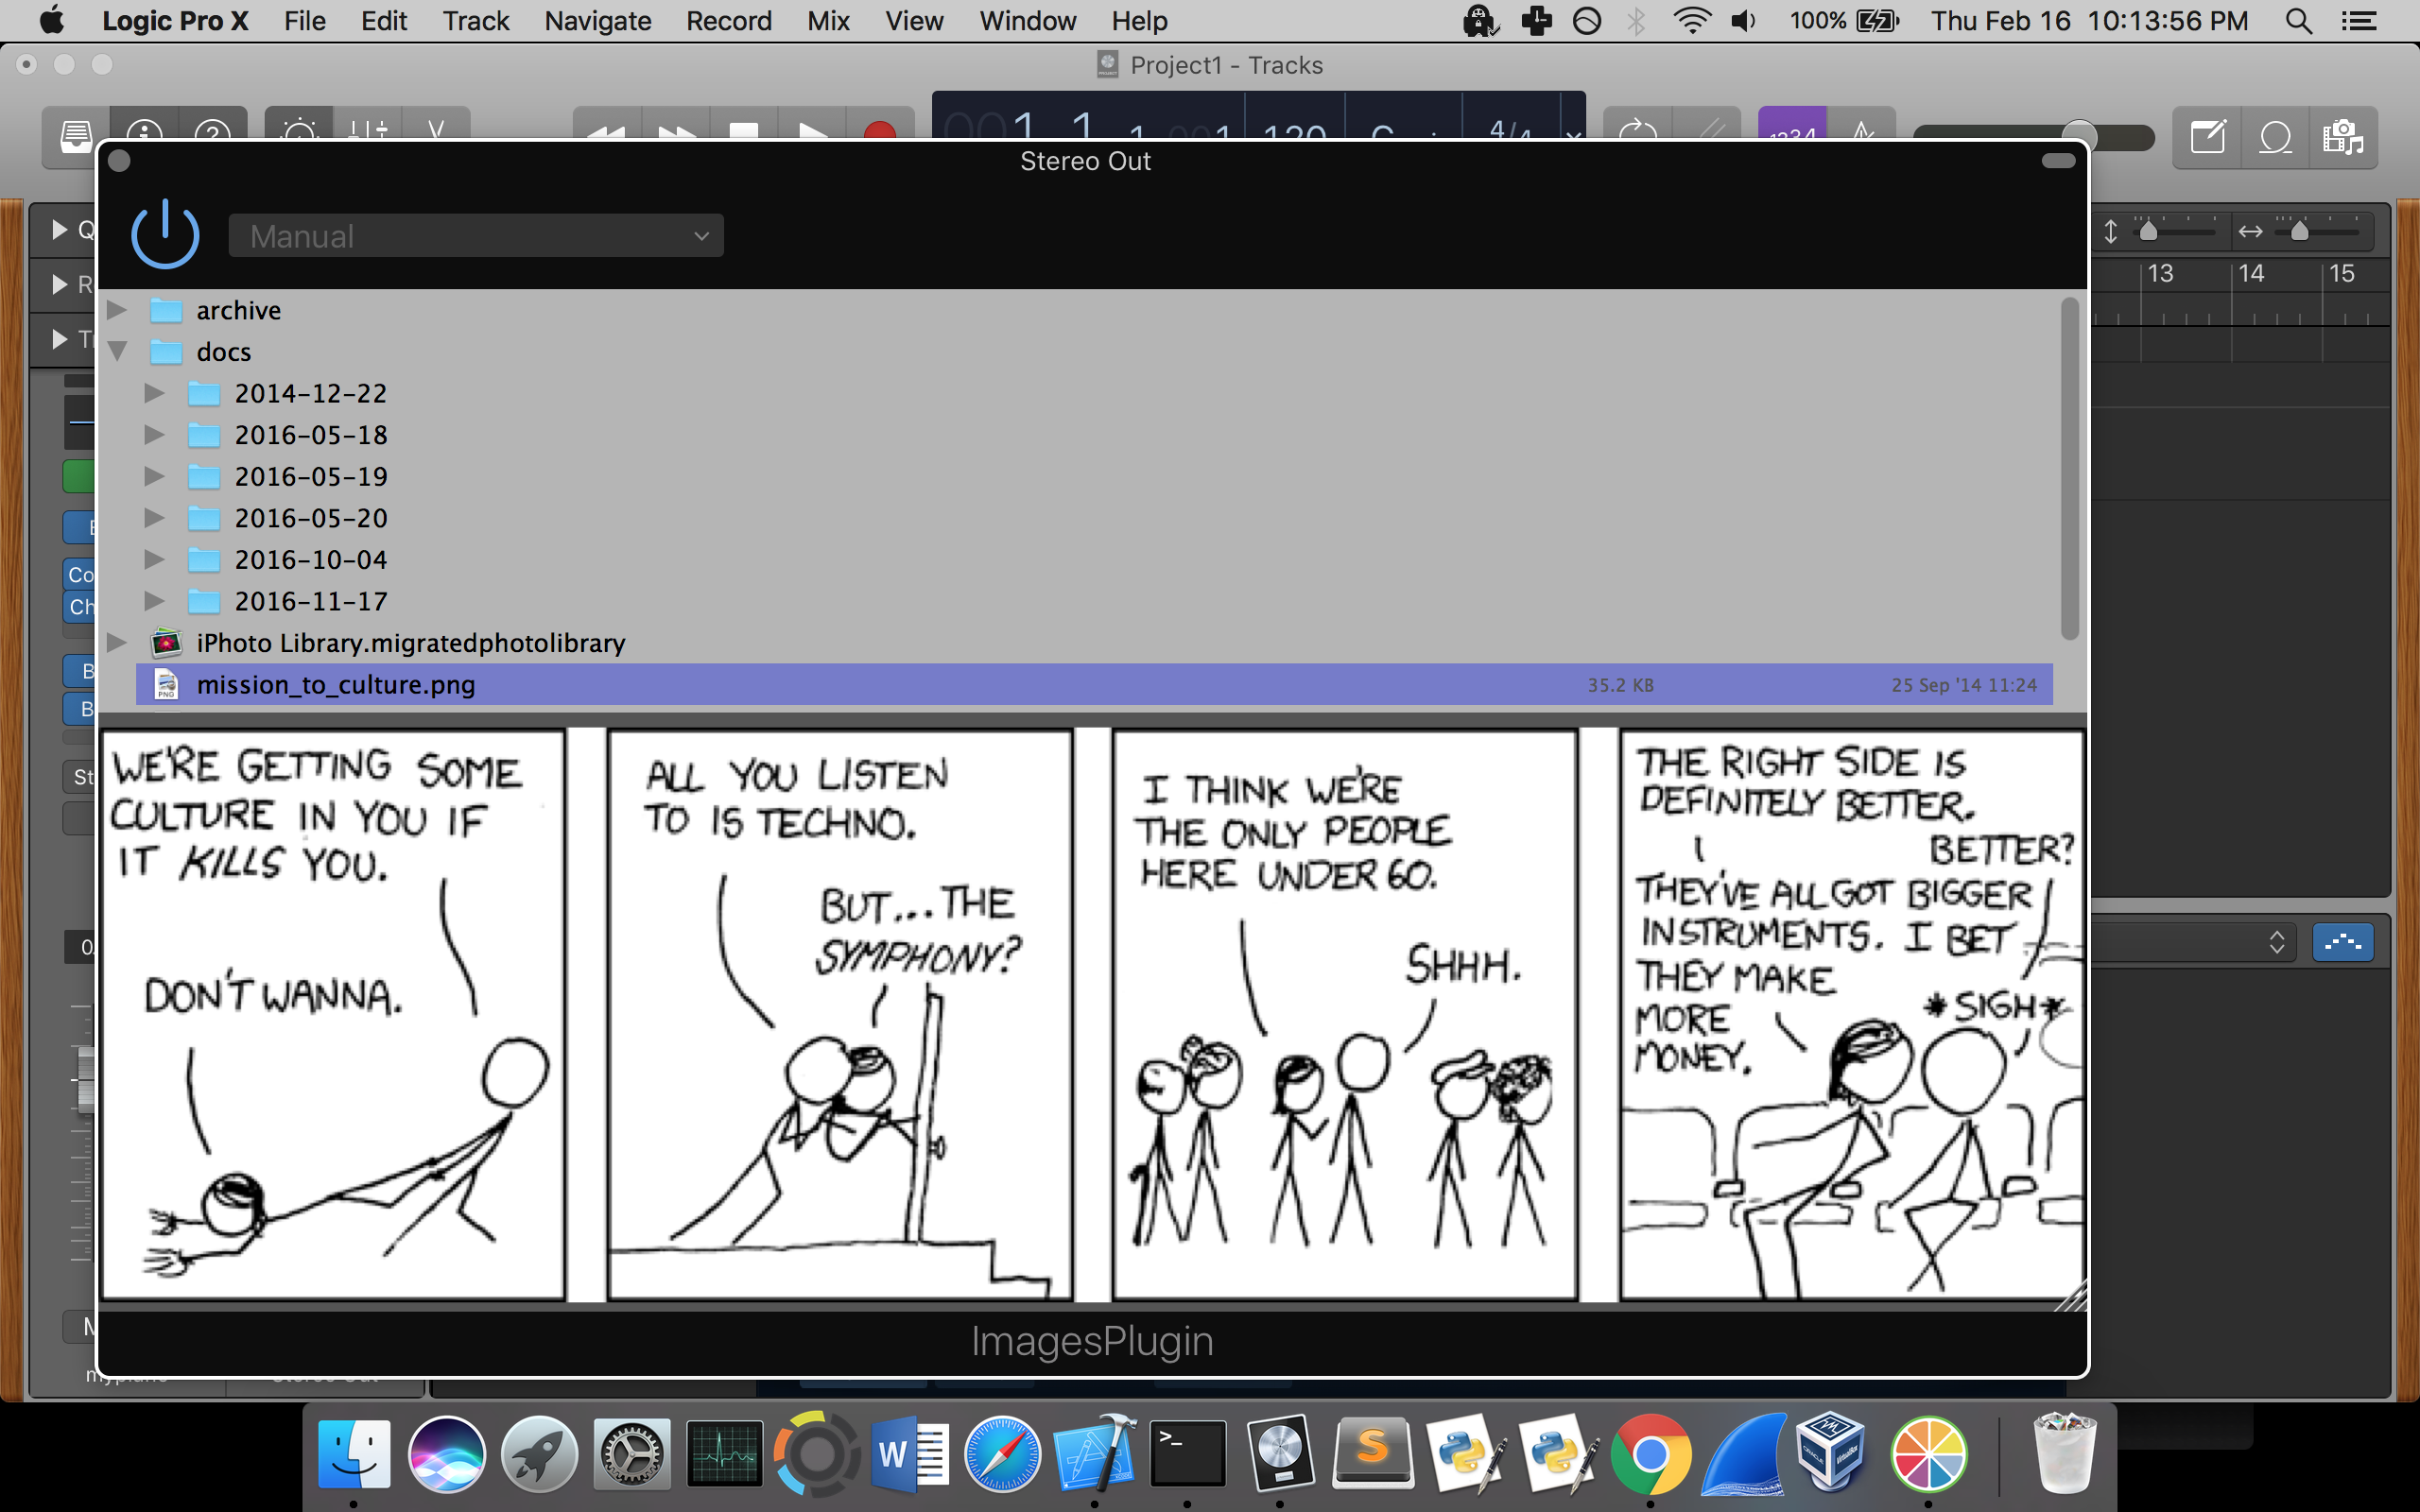 Logic Pro X File Edit Track Navigate Record Mix View Window Help 100% Thu Feb 16 10:13:56 PM
Project1 - Tracks
Stereo Out
Manual
13 14 15
archive
docs
2014-12-22
2016-05-18
2016-05-19
2016-05-20
2016-10-04
2016-11-17
iPhoto Library.migratedphotolibrary
mission_to_culture.png 35.2 KB 25 Sep '14 11:24
WE'RE GETTING SOME
CULTURE IN YOU IF
IT KILLS YOU.
DON'T WANNA.
ALL YOU LISTEN
TO IS TECHNO.
BUT...THE
SYMPHONY?
I THINK WE'RE
THE ONLY PEOPLE
HERE UNDER 60.
SHHH.
THE RIGHT SIDE IS
DEFINITELY BETTER.
BETTER?
THEY'VE ALL GOT BIGGER
INSTRUMENTS. I BET
THEY MAKE
MORE
MONEY.
*SIGH*
ImagesPlugin